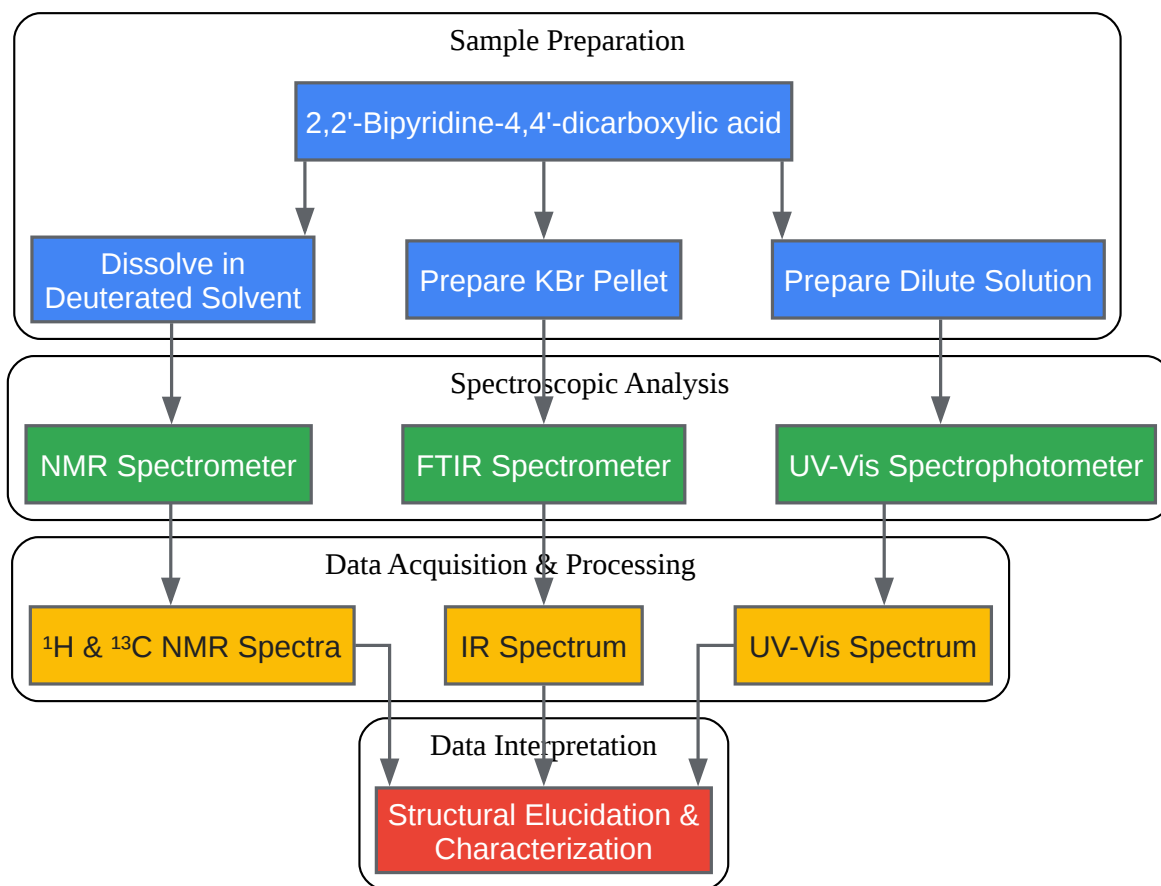 Sample Preparation
2,2'-Bipyridine-4,4'-dicarboxylic acid
Dissolve in
Deuterated Solvent
Prepare KBr Pellet
Prepare Dilute Solution
Spectroscopic Analysis
NMR Spectrometer
FTIR Spectrometer
UV-Vis Spectrophotometer
Data Acquisition & Processing
¹H & ¹³C NMR Spectra
IR Spectrum
UV-Vis Spectrum
Data Interpretation
Structural Elucidation &
Characterization